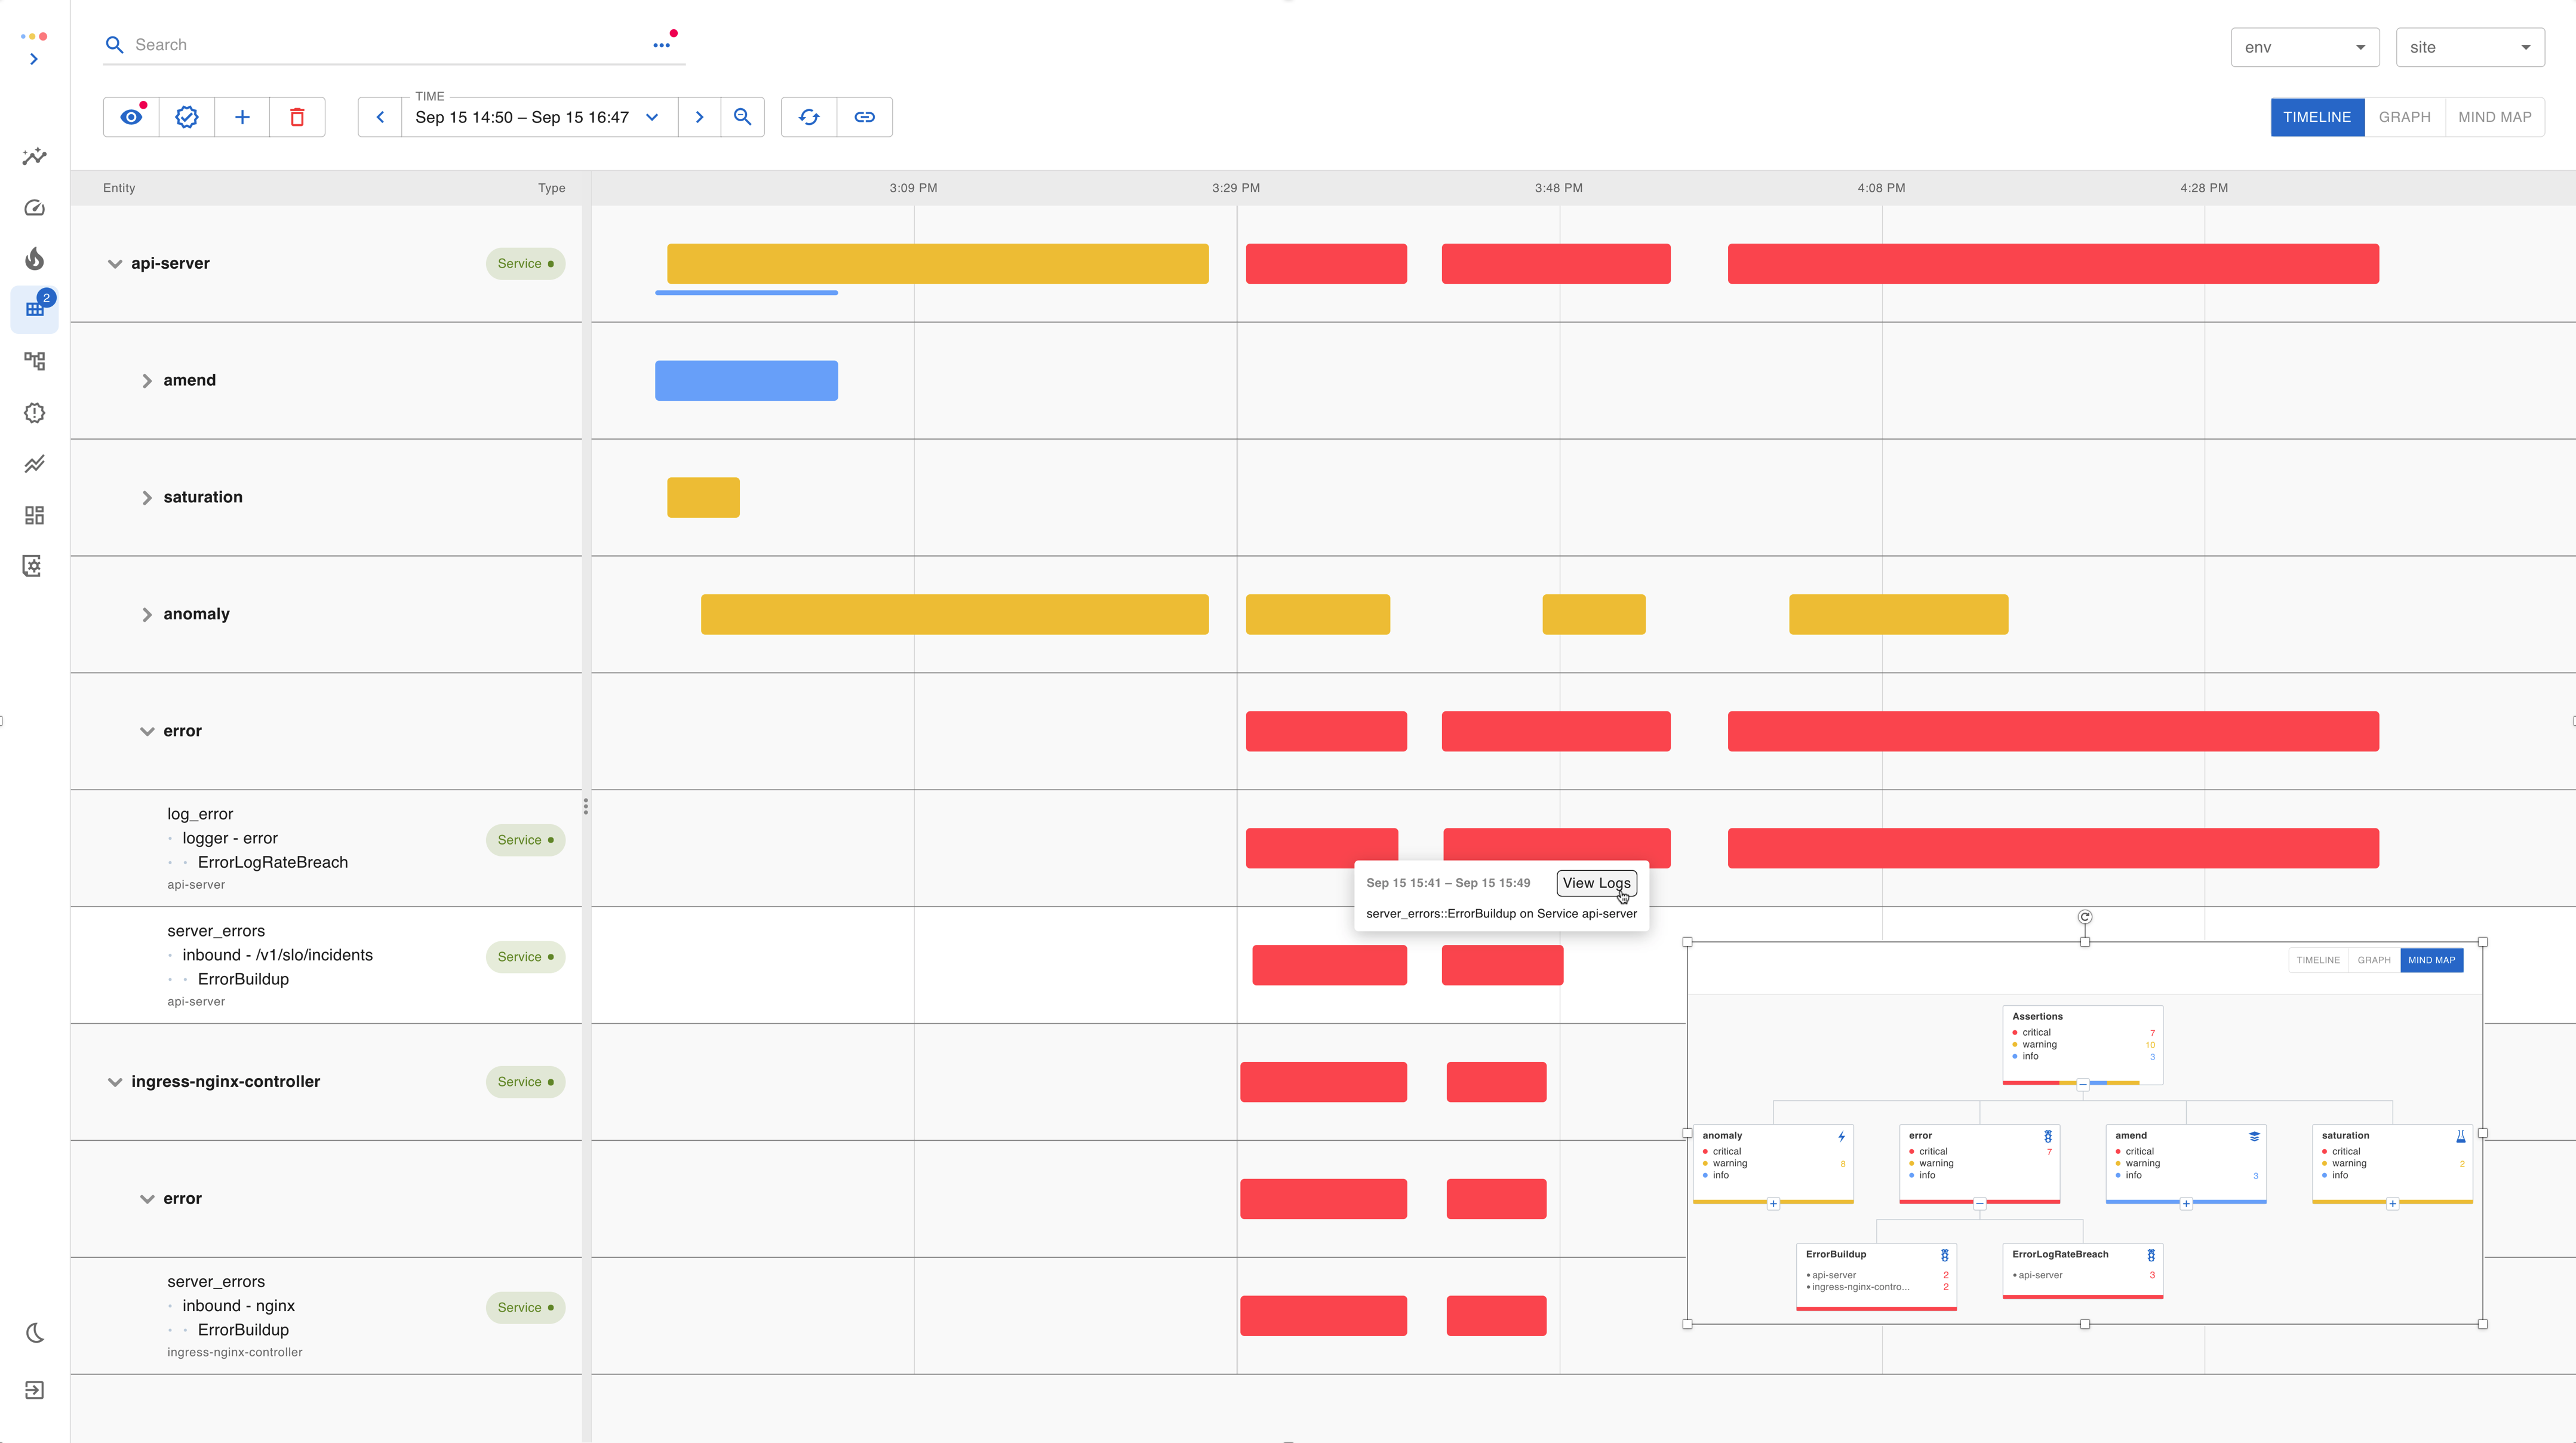 Search
env
site
TIME
Sep 15 14:50 – Sep 15 16:47
TIMELINE GRAPH MIND MAP
2
Entity Type 3:09 PM 3:29 PM 3:48 PM 4:08 PM 4:28 PM
api-server Service
amend
saturation
anomaly
error
log_error
logger - error
ErrorLogRateBreach
api-server
Service
Sep 15 15:41 – Sep 15 15:49 View Logs
server_errors::ErrorBuildup on Service api-server
server_errors
inbound - /v1/slo/incidents
ErrorBuildup
api-server
Service
ingress-nginx-controller Service
error
server_errors
inbound - nginx
ErrorBuildup
ingress-nginx-controller
Service
TIMELINE GRAPH MIND MAP
Assertions
critical 7
warning 10
info 3
anomaly
critical
warning 8
info
error
critical 7
warning
info
amend
critical
warning
info 3
saturation
critical
warning 2
info
ErrorBuildup
• api-server 2
• ingress-nginx-contro... 2
ErrorLogRateBreach
• api-server 3